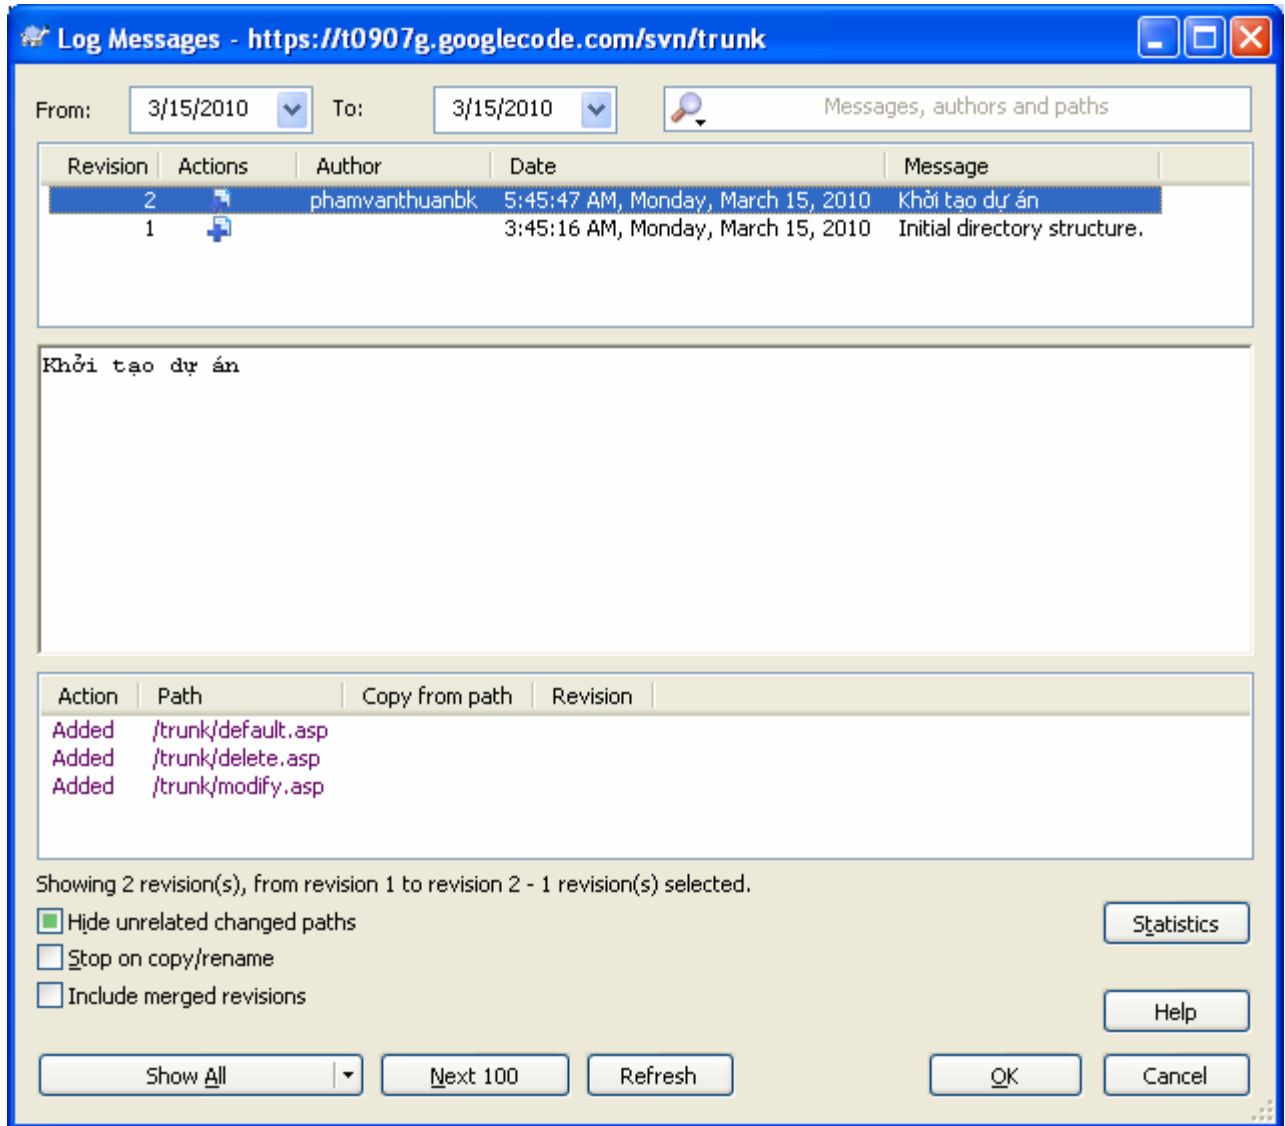 Log Messages - https://t0907g.googlecode.com/svn/trunk
From: 3/15/2010 To: 3/15/2010 Messages, authors and paths
Revision Actions Author Date Message
2 phamvanthuanbk 5:45:47 AM, Monday, March 15, 2010 Khởi tạo dự án
1 3:45:16 AM, Monday, March 15, 2010 Initial directory structure.
Khởi tạo dự án
Action Path Copy from path Revision
Added /trunk/default.asp
Added /trunk/delete.asp
Added /trunk/modify.asp
Showing 2 revision(s), from revision 1 to revision 2 - 1 revision(s) selected.
Hide unrelated changed paths
Statistics
Stop on copy/rename
Include merged revisions
Help
Show All Next 100 Refresh OK Cancel